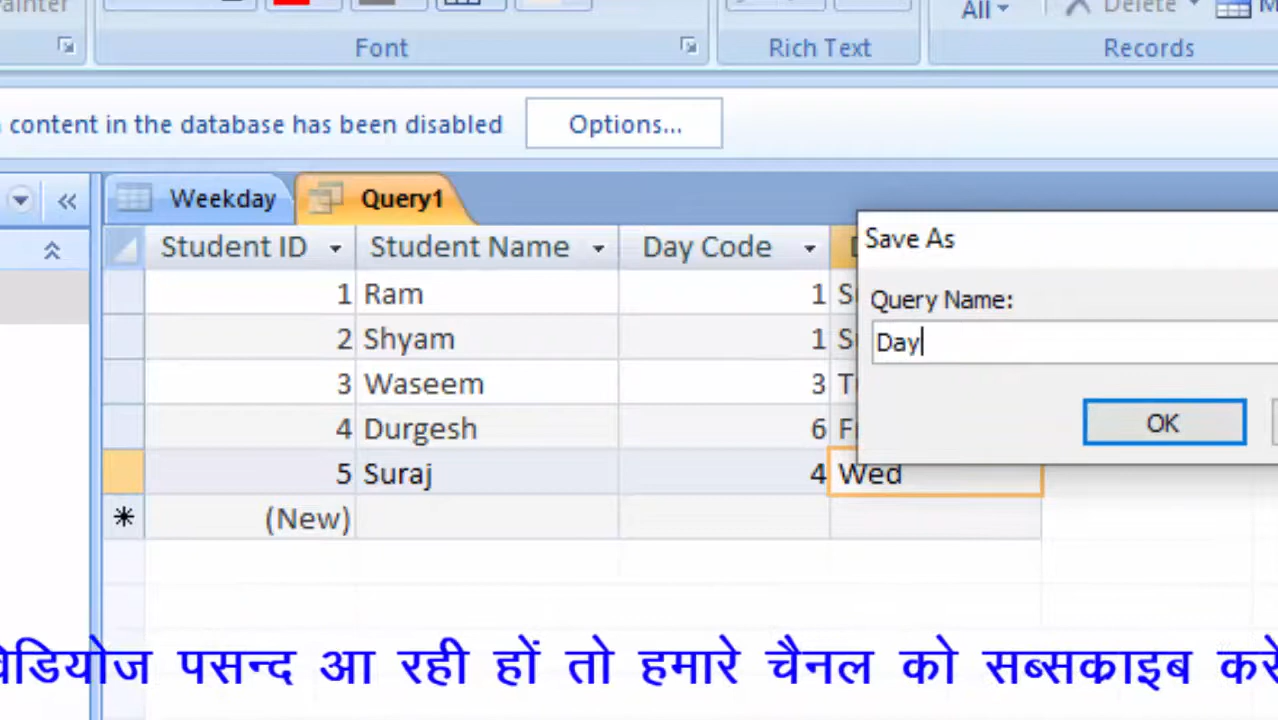 All Delete
Font Rich Text Records
content in the database has been disabled Options...
Weekday Query1
Student ID Student Name Day Code
Save As
1 Ram 1
Query Name:
2 Shyam 1
Day
3 Waseem 3
4 Durgesh 6
OK
5 Suraj 4 Wed
(New)
पसन्द आ रही हों तो हमारे चैनल को सब्सक्राइब करे